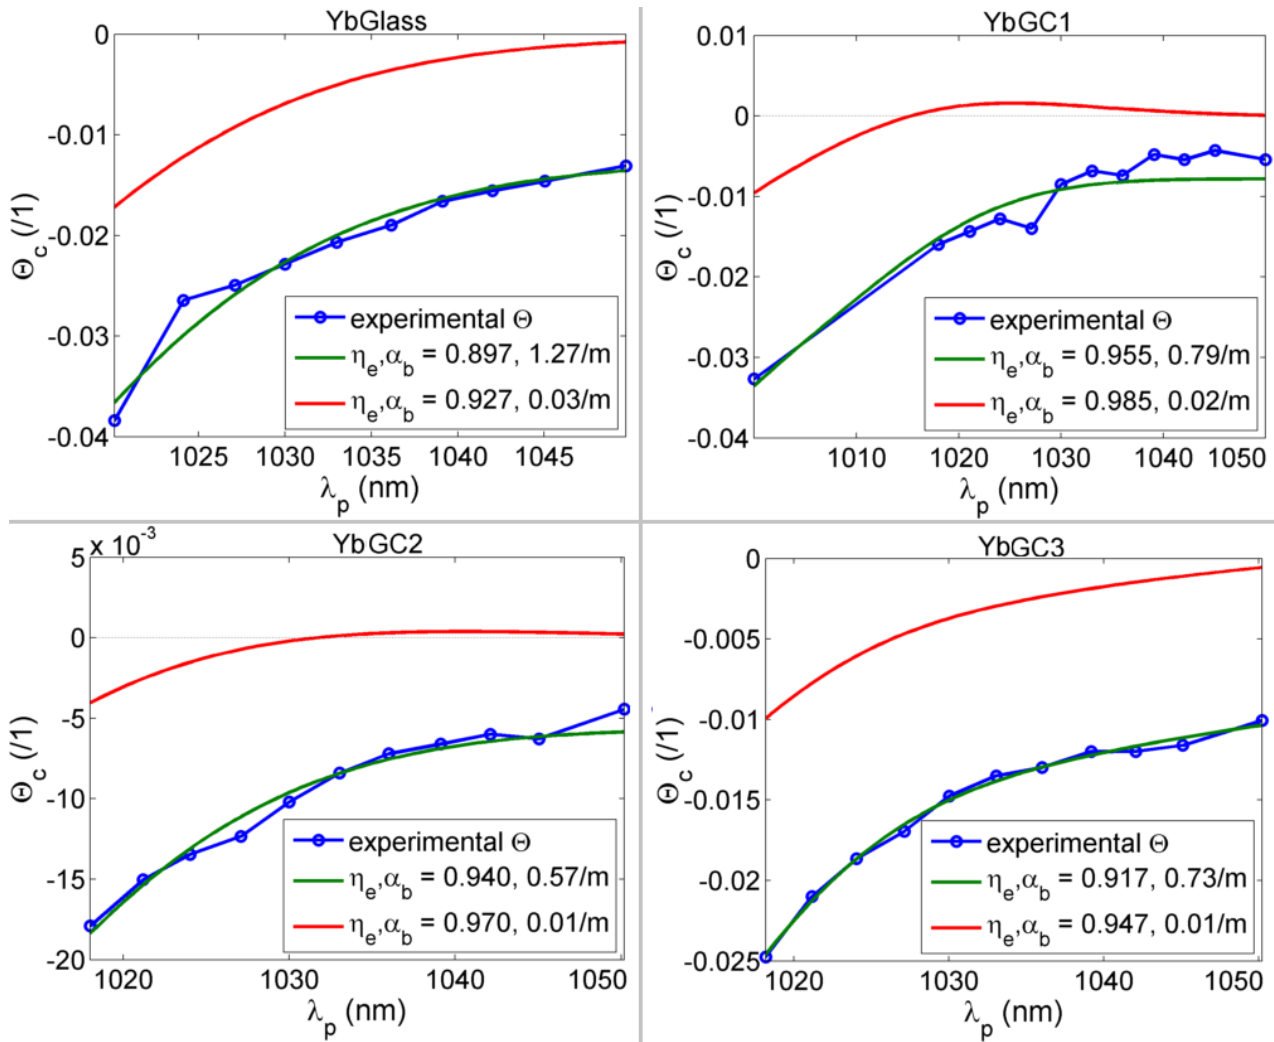 YbGlass
0
-0.01
-0.02
-0.03
-0.04
Θc (/1)
experimental Θ
ηe,αb = 0.897, 1.27/m
ηe,αb = 0.927, 0.03/m
1025 1030 1035 1040 1045
λp (nm)
YbGC1
0.01
0
-0.01
-0.02
-0.03
-0.04
Θc (/1)
experimental Θ
ηe,αb = 0.955, 0.79/m
ηe,αb = 0.985, 0.02/m
1010 1020 1030 1040 1050
λp (nm)
YbGC2
x 10-3
5
0
-5
-10
-15
-20
Θc (/1)
experimental Θ
ηe,αb = 0.940, 0.57/m
ηe,αb = 0.970, 0.01/m
1020 1030 1040 1050
λp (nm)
YbGC3
0
-0.005
-0.01
-0.015
-0.02
-0.025
Θc (/1)
experimental Θ
ηe,αb = 0.917, 0.73/m
ηe,αb = 0.947, 0.01/m
1020 1030 1040 1050
λp (nm)